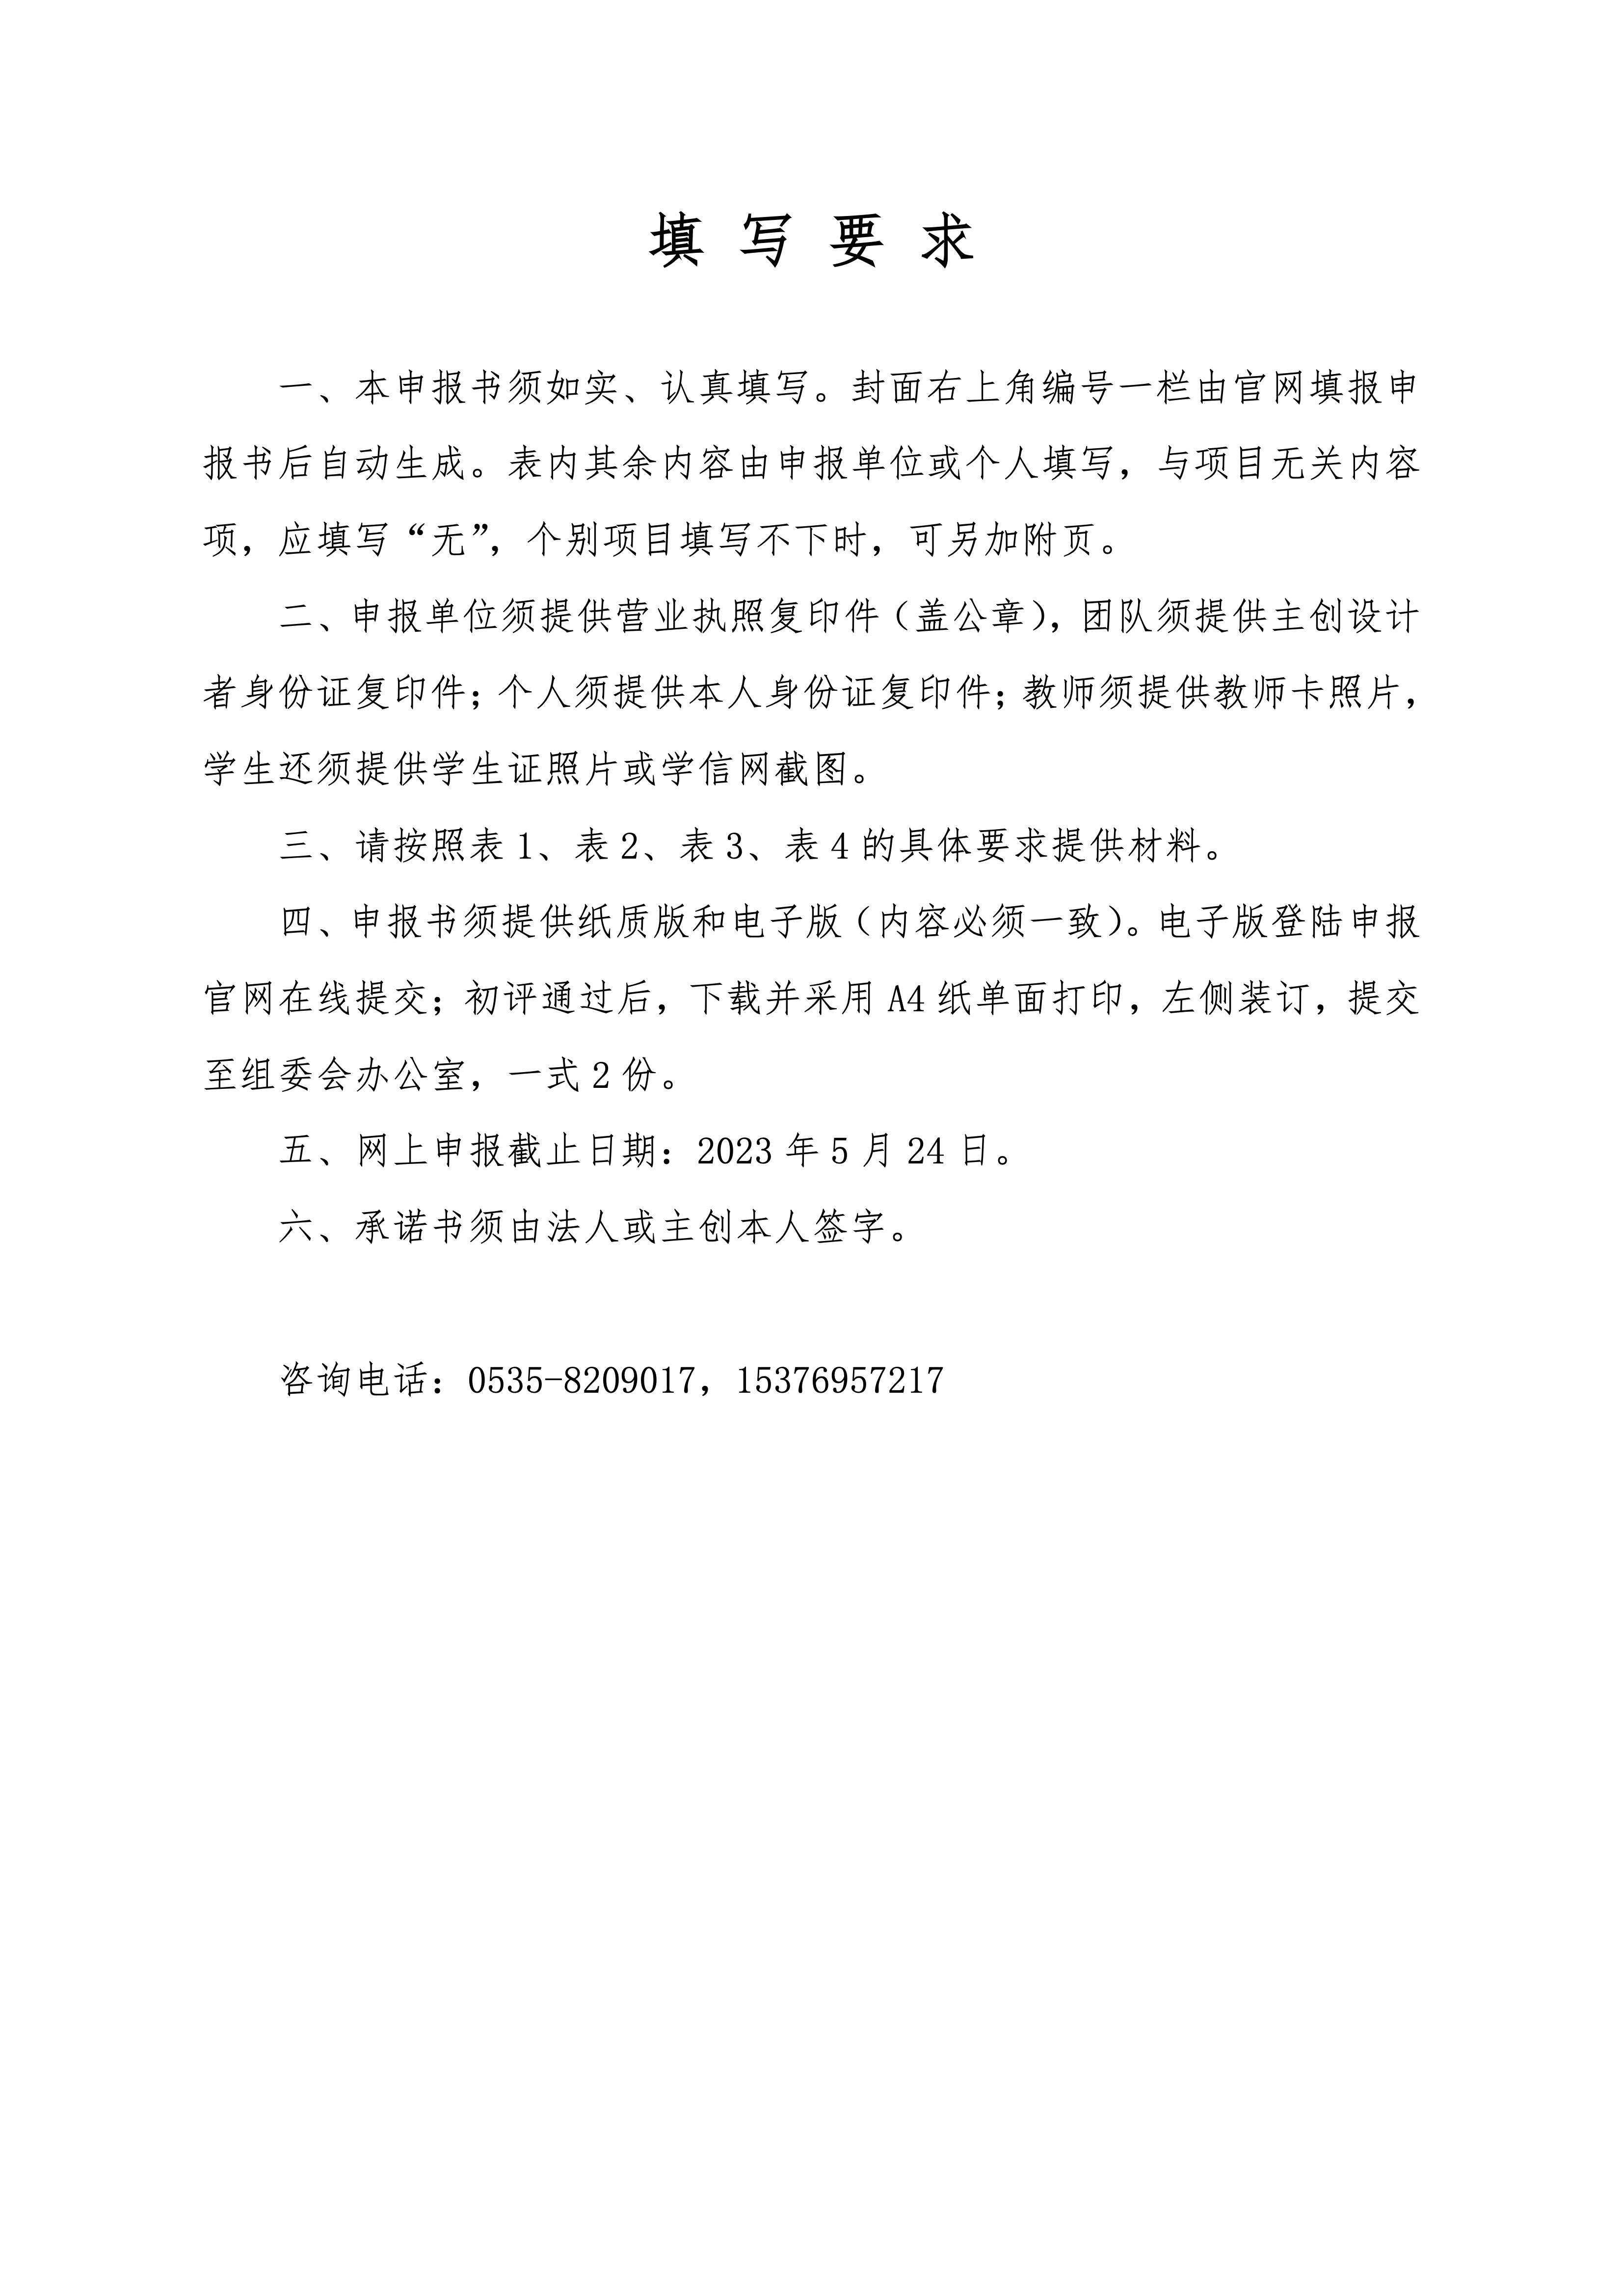 填写要求
一、本申报书须如实、认真填写。封面右上角编号一栏由官网填报申
报书后自动生成。表内其余内容由申报单位或个人填写，与项目无关内容
项，应填写“无”，个别项目填写不下时，可另加附页。
二、申报单位须提供营业执照复印件（盖公章），团队须提供主创设计
者身份证复印件；个人须提供本人身份证复印件；教师须提供教师卡照片，
学生还须提供学生证照片或学信网截图。
三、请按照表 1、表 2、表 3、表 4 的具体要求提供材料。
四、申报书须提供纸质版和电子版（内容必须一致）。电子版登陆申报
官网在线提交；初评通过后，下载并采用 A4 纸单面打印，左侧装订，提交
至组委会办公室，一式 2 份。
五、网上申报截止日期：2023 年 5 月 24 日。
六、承诺书须由法人或主创本人签字。
咨询电话：0535-8209017，15376957217